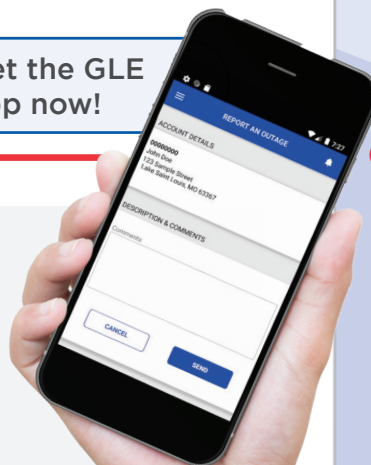 et the GLE
pp now!
7:27
REPORT AN OUTAGE
ACCOUNT DETAILS
00000000
John Doe
123 Sample Street
Lake Saint Louis, MO 63367
DESCRIPTION & COMMENTS
Comments
CANCEL
SEND